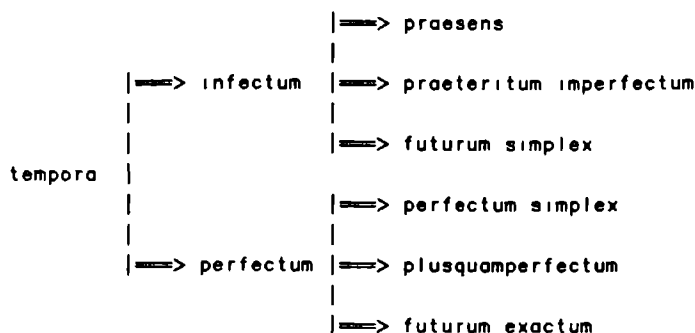 praesens
infectum
praeteritum imperfectum
futurum simplex
tempora
perfectum simplex
perfectum
plusquamperfectum
futurum exactum